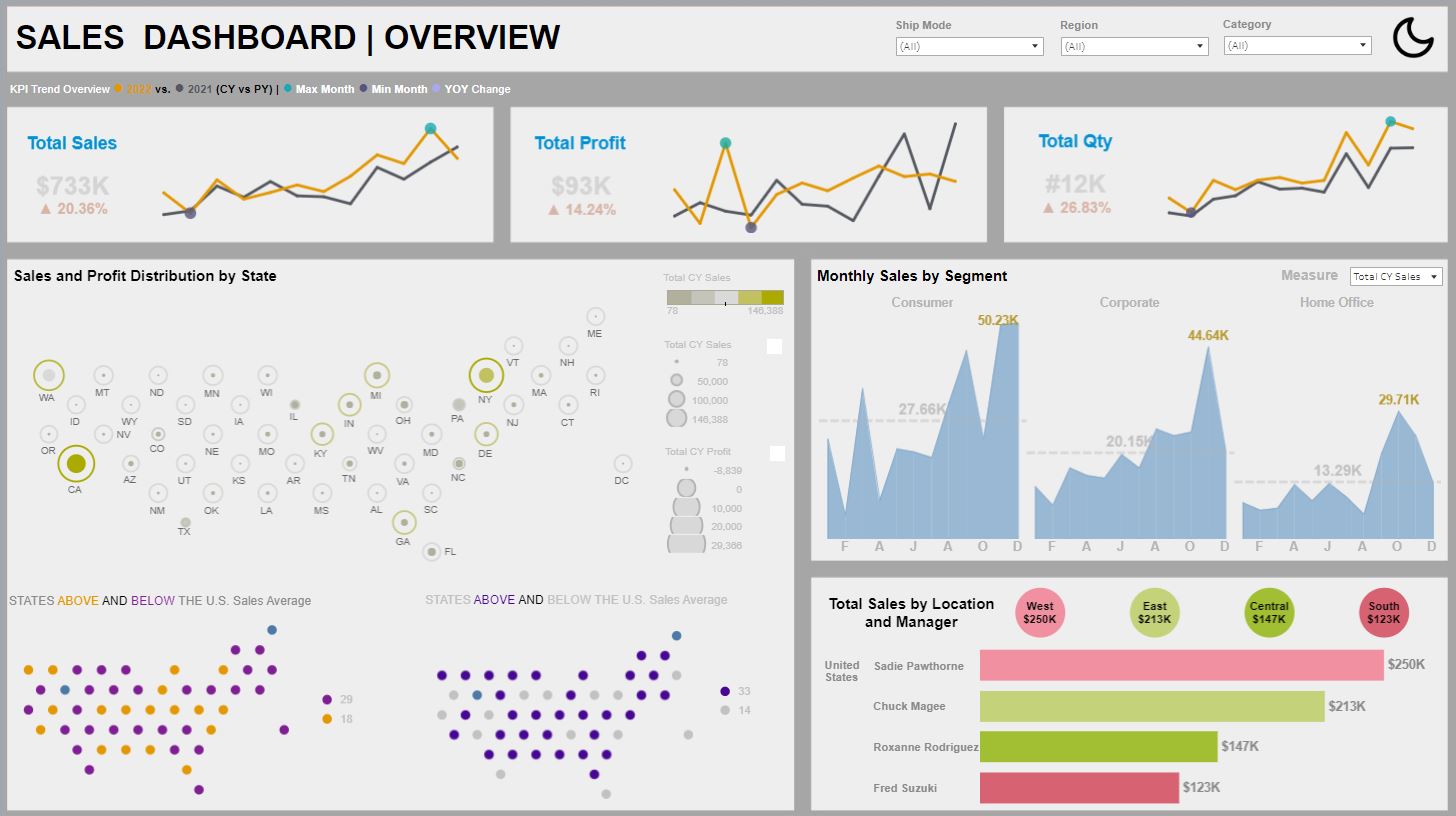 SALES  DASHBOARD | OVERVIEW
Ship Mode
(All)
Region
(All)
Category
(All)
KPI Trend Overview 2022 vs. 2021 (CY vs PY) | Max Month Min Month YOY Change
Total Sales
$733K
▲ 20.36%
Total Profit
$93K
▲ 14.24%
Total Qty
#12K
▲ 26.83%
Sales and Profit Distribution by State
Total CY Sales
78 146,388
Total CY Sales
78
50,000
100,000
146,388
Total CY Profit
-8,839
0
10,000
20,000
29,366
ME
VT NH
WA MT ND MN WI MI NY MA RI
ID WY SD IA IL IN OH PA NJ CT
OR NV CO NE MO KY WV MD DE
CA AZ UT KS AR TN VA NC DC
NM OK LA MS AL SC
TX GA
FL
STATES ABOVE AND BELOW THE U.S. Sales Average
29
18
STATES ABOVE AND BELOW THE U.S. Sales Average
33
14
Monthly Sales by Segment
Measure
Total CY Sales
Consumer
Corporate
Home Office
50.23K
27.66K
44.64K
20.15K
29.71K
13.29K
F A J A O D
F A J A O D
F A J A O D
Total Sales by Location
and Manager
West
$250K
East
$213K
Central
$147K
South
$123K
United
States
Sadie Pawthorne
$250K
Chuck Magee
$213K
Roxanne Rodriguez
$147K
Fred Suzuki
$123K